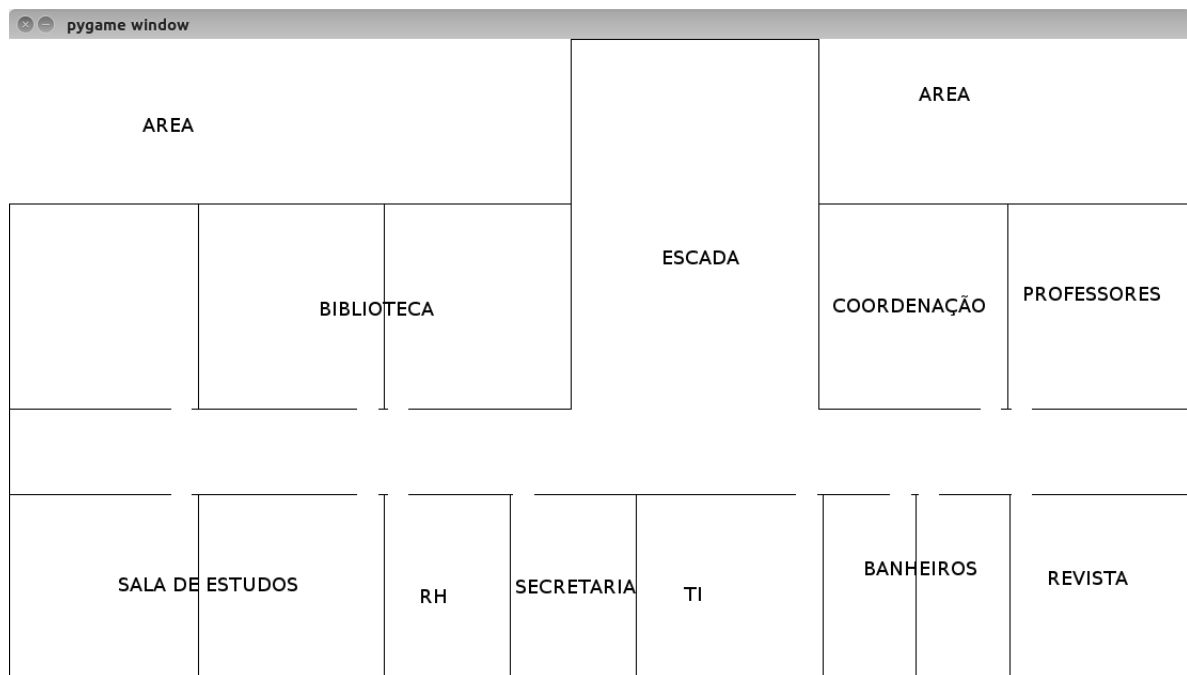 pygame window
AREA
AREA
ESCADA
BIBLIOTECA
COORDENAÇÃO
PROFESSORES
SALA DE ESTUDOS
RH
SECRETARIA
TI
BANHEIROS
REVISTA